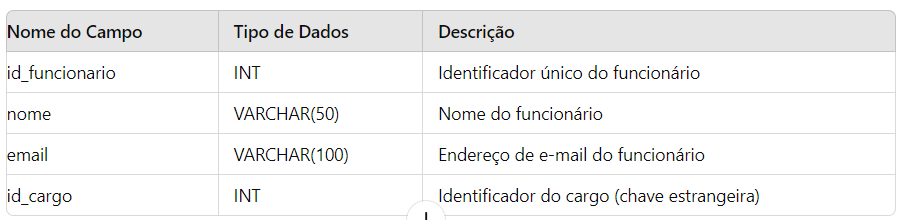 Nome do Campo Tipo de Dados Descrição
id_funcionario INT Identificador único do funcionário
nome VARCHAR(50) Nome do funcionário
email VARCHAR(100) Endereço de e-mail do funcionário
id_cargo INT Identificador do cargo (chave estrangeira)